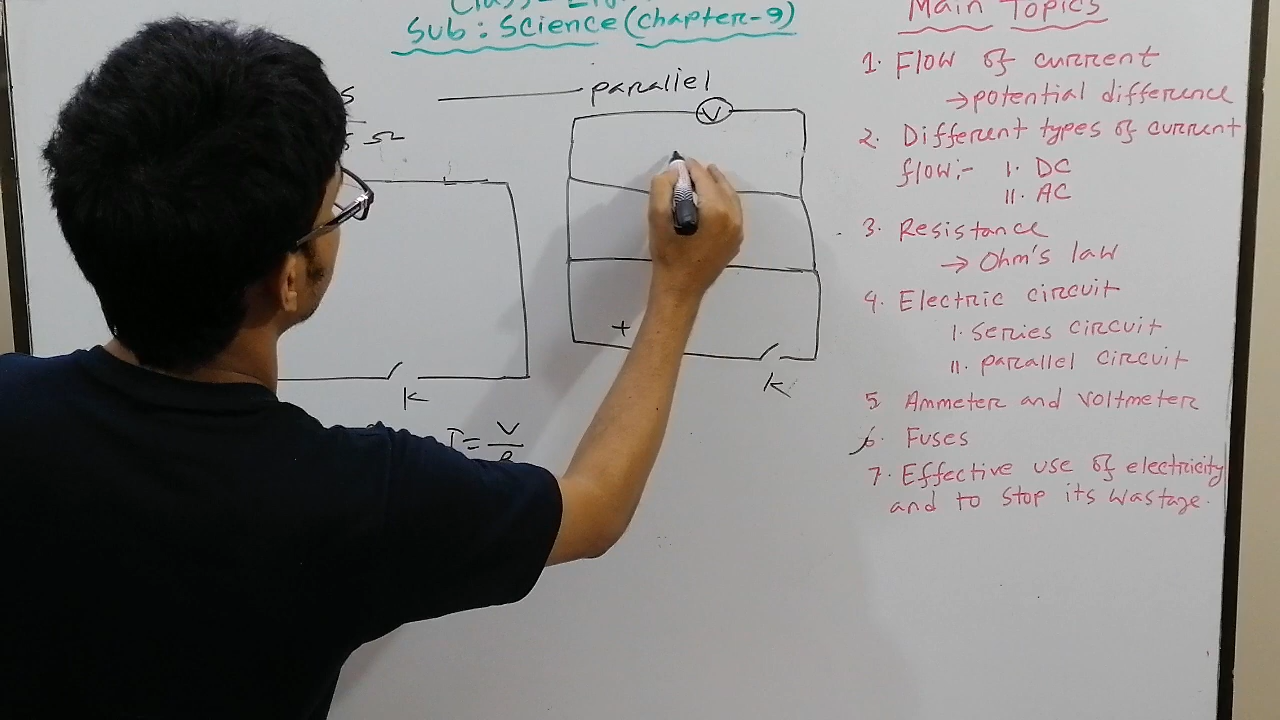 Sub : Science (chapter-9)
Main Topics
parallel
V
Ω
+
K
K
I = V
1. Flow of current
→ potential difference
2. Different types of current
flow:- I. DC
II. AC
3. Resistance
→ Ohm's law
4. Electric circuit
I. series circuit
II. parallel circuit
5 Ammeter and voltmeter
6. Fuses
7. Effective use of electricity
and to stop its wastage.